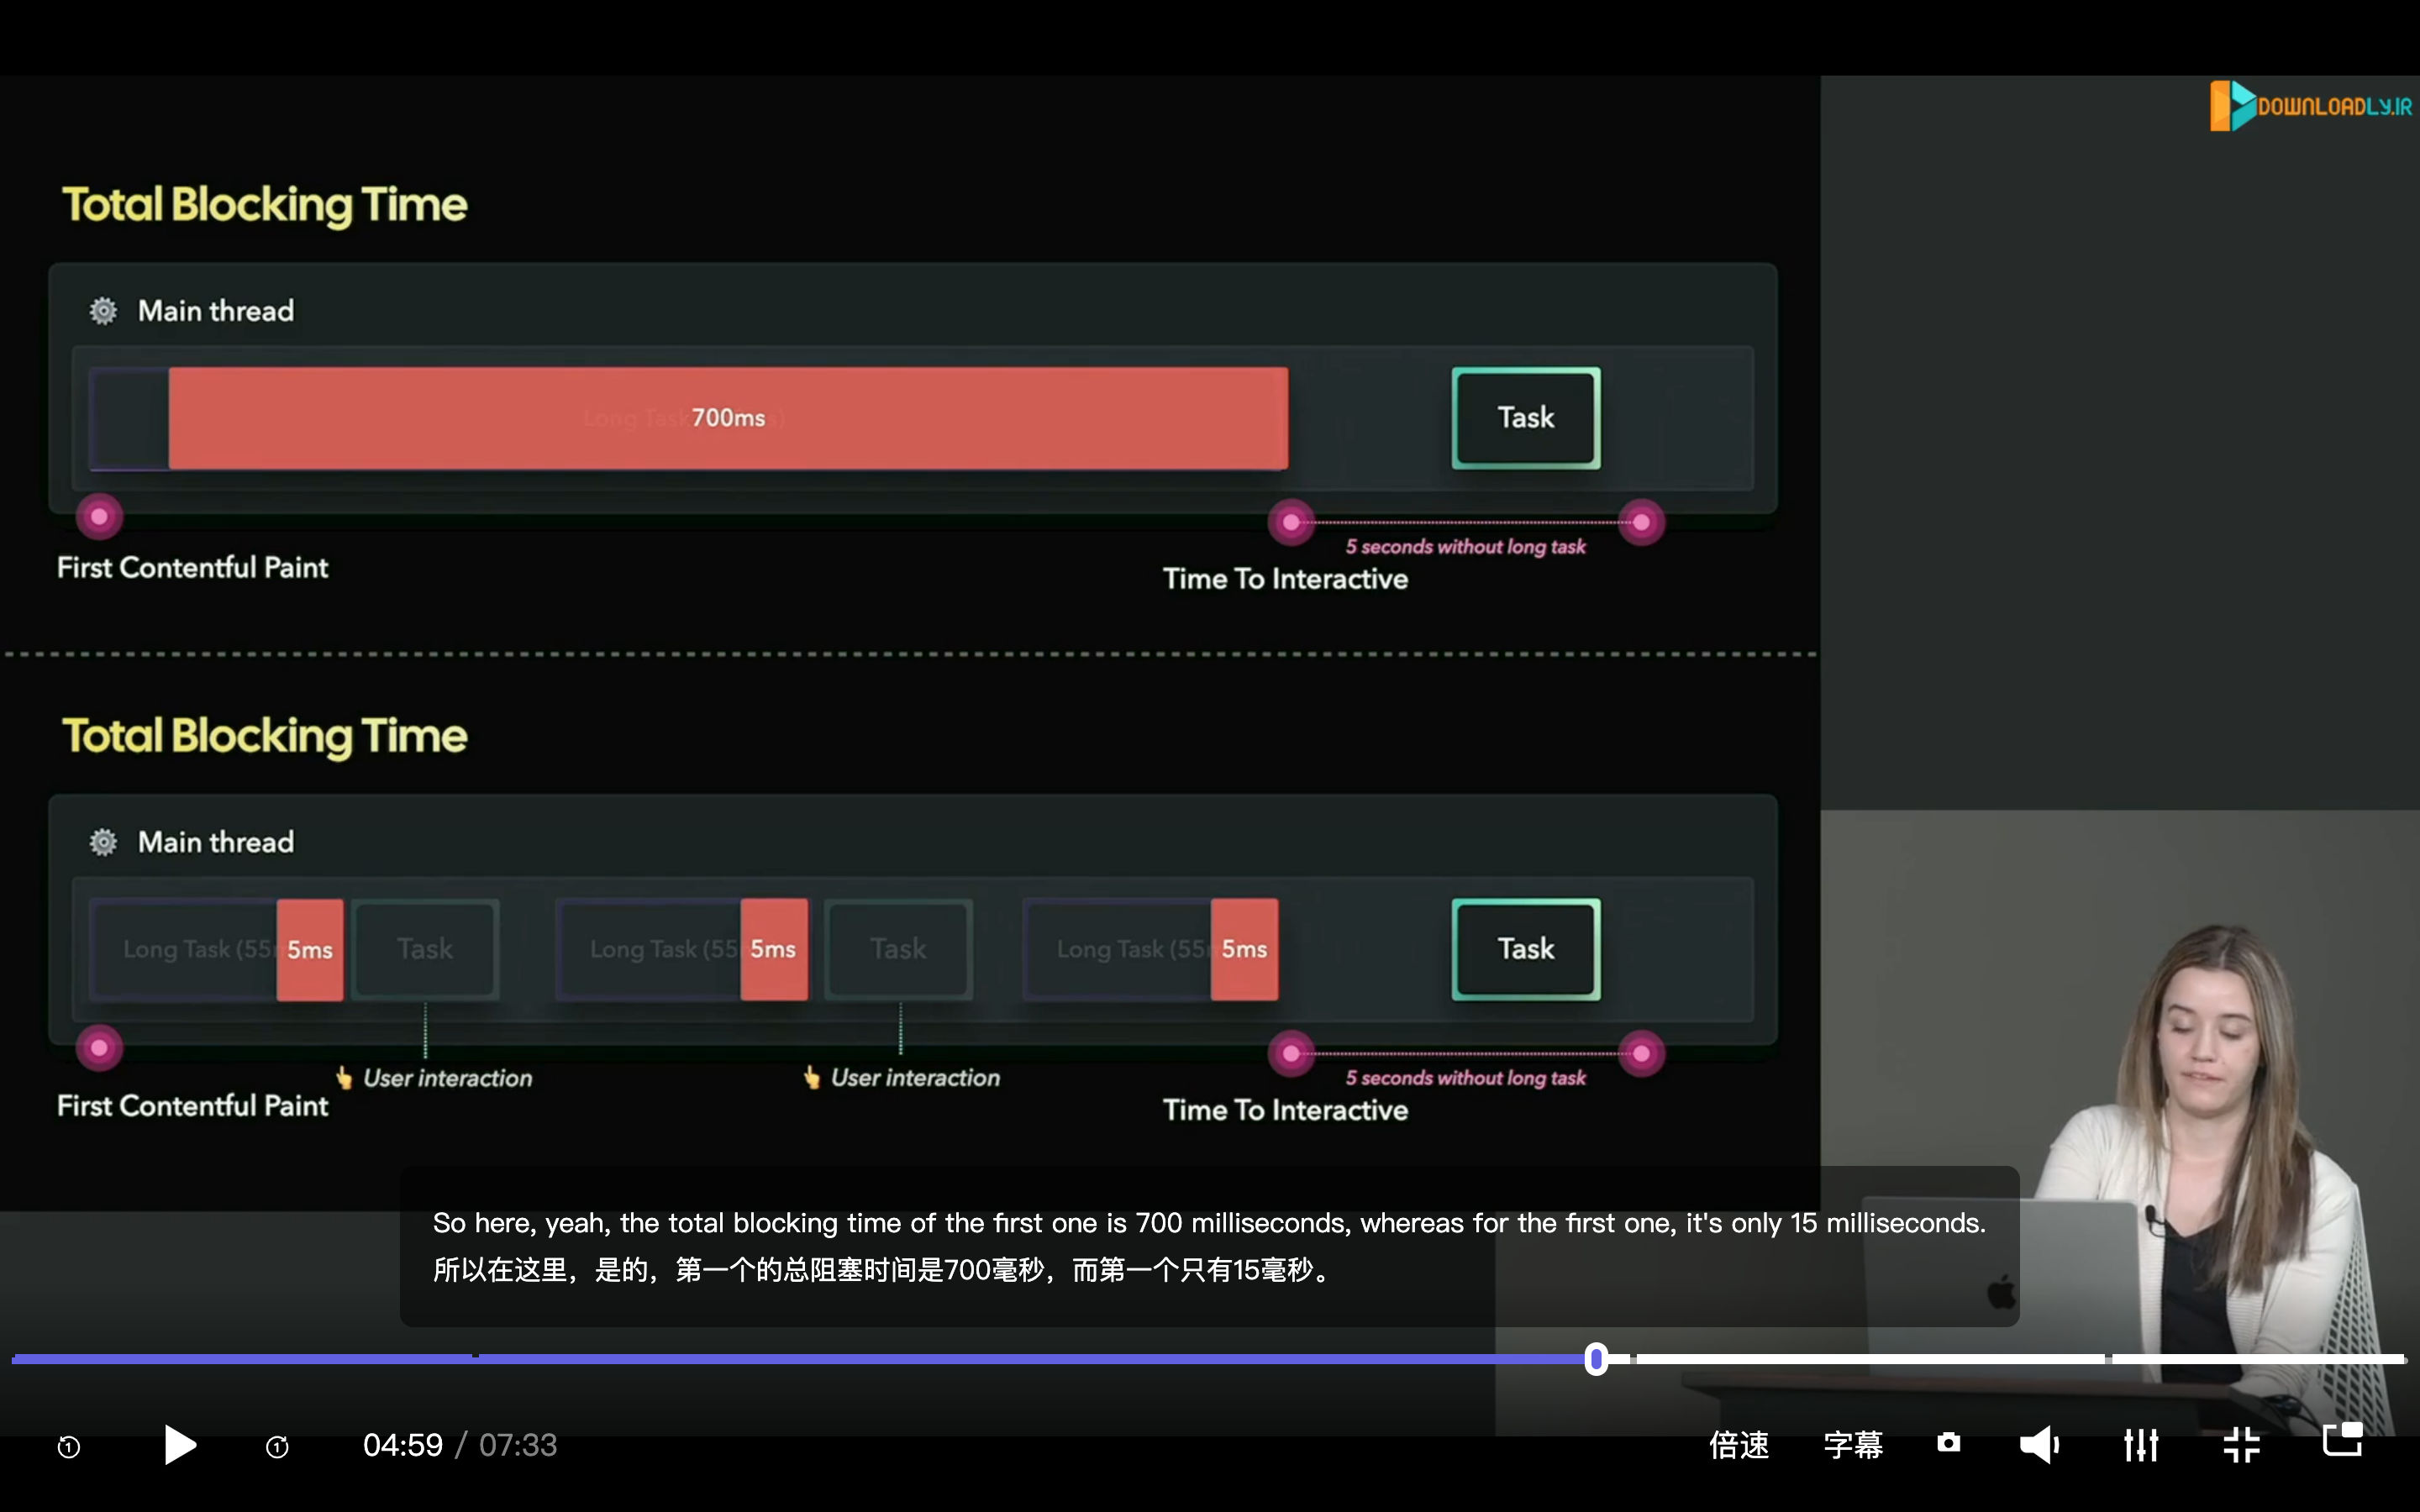 DOWNLOADLY.IR
Total Blocking Time
Main thread
700ms
Task
5 seconds without long task
First Contentful Paint
Time To Interactive
Total Blocking Time
Main thread
Long Task (55 5ms Task Long Task (55 5ms Task Long Task (55 5ms Task
👆 User interaction 👆 User interaction 5 seconds without long task
First Contentful Paint
Time To Interactive
So here, yeah, the total blocking time of the first one is 700 milliseconds, whereas for the first one, it's only 15 milliseconds.
所以在这里，是的，第一个的总阻塞时间是700毫秒，而第一个只有15毫秒。
1 1 04:59 / 07:33 倍速 字幕